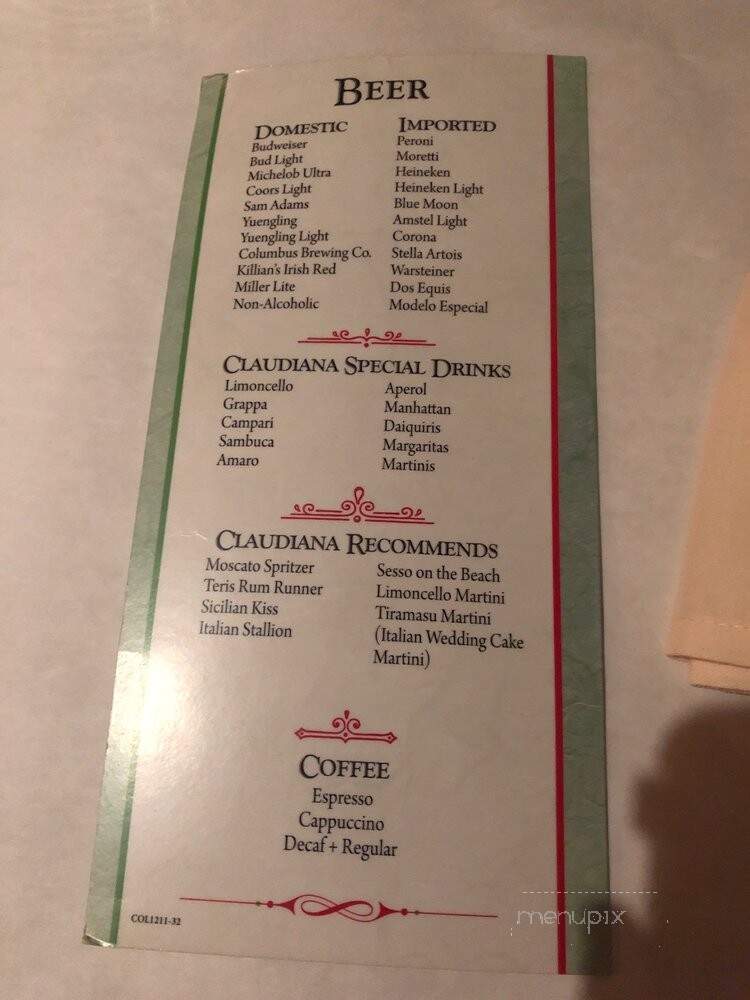 BEER
DOMESTIC
Budweiser
Bud Light
Michelob Ultra
Coors Light
Sam Adams
Yuengling
Yuengling Light
Columbus Brewing Co.
Killian's Irish Red
Miller Lite
Non-Alcoholic
IMPORTED
Peroni
Moretti
Heineken
Heineken Light
Blue Moon
Amstel Light
Corona
Stella Artois
Warsteiner
Dos Equis
Modelo Especial
CLAUDIANA SPECIAL DRINKS
Limoncello
Grappa
Campari
Sambuca
Amaro
Aperol
Manhattan
Daiquiris
Margaritas
Martinis
CLAUDIANA RECOMMENDS
Moscato Spritzer
Teris Rum Runner
Sicilian Kiss
Italian Stallion
Sesso on the Beach
Limoncello Martini
Tiramasu Martini
(Italian Wedding Cake
Martini)
COFFEE
Espresso
Cappuccino
Decaf + Regular
COL1211-32
menupix